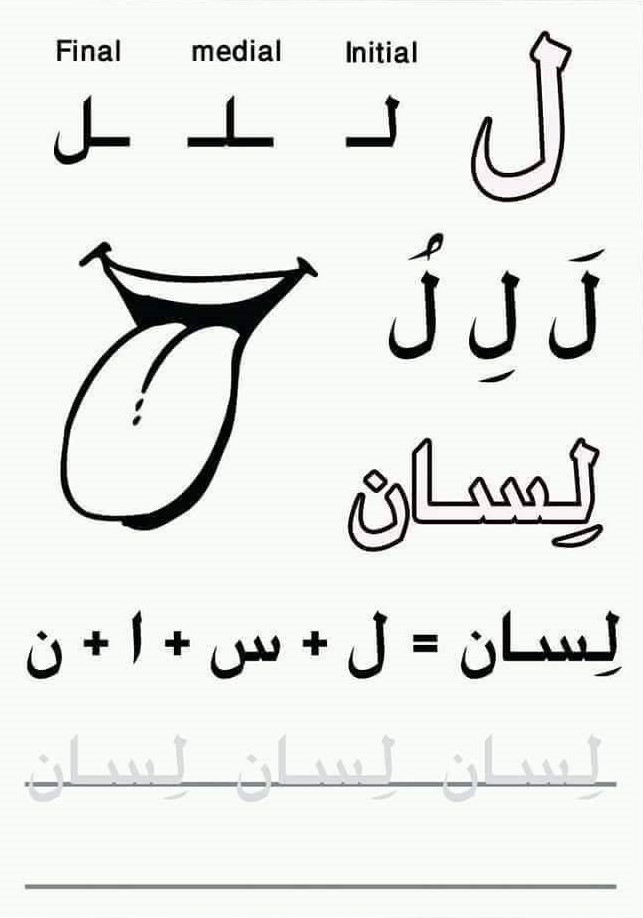 Final medial Initial
ل لـ ـلـ ـل
لَ لِ لُ
لِسان
لِسان = ل + س + ا + ن
لِسان لِسان لِسان